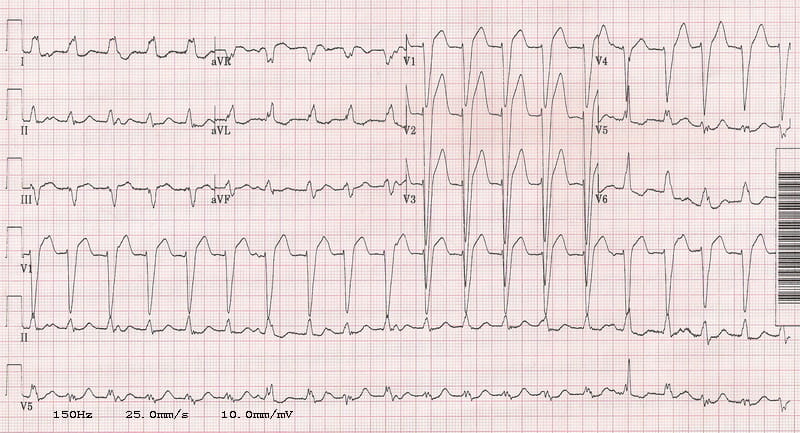 I aVR V1 V4
II aVL V2 V5
III aVF V3 V6
V1
II
V5
150Hz 25.0mm/s 10.0mm/mV